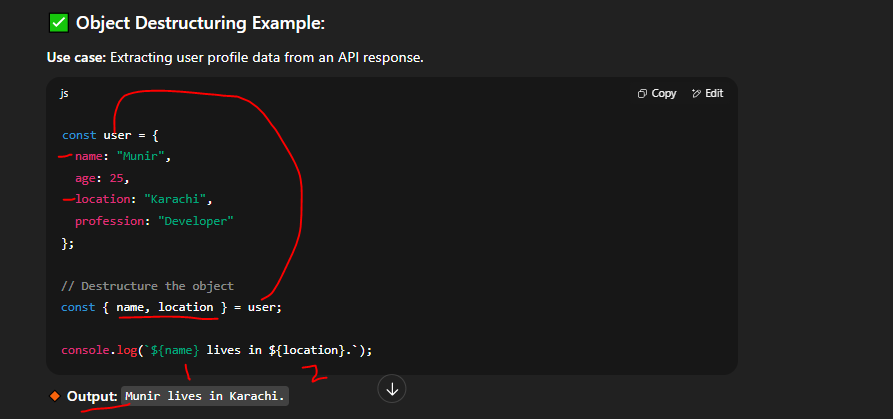 ✅ Object Destructuring Example:
Use case: Extracting user profile data from an API response.
js Copy Edit
const user = {
  name: "Munir",
  age: 25,
  location: "Karachi",
  profession: "Developer"
};
// Destructure the object
const { name, location } = user;
console.log(`${name} lives in ${location}.`);
1 2
🔸 Output: Munir lives in Karachi.